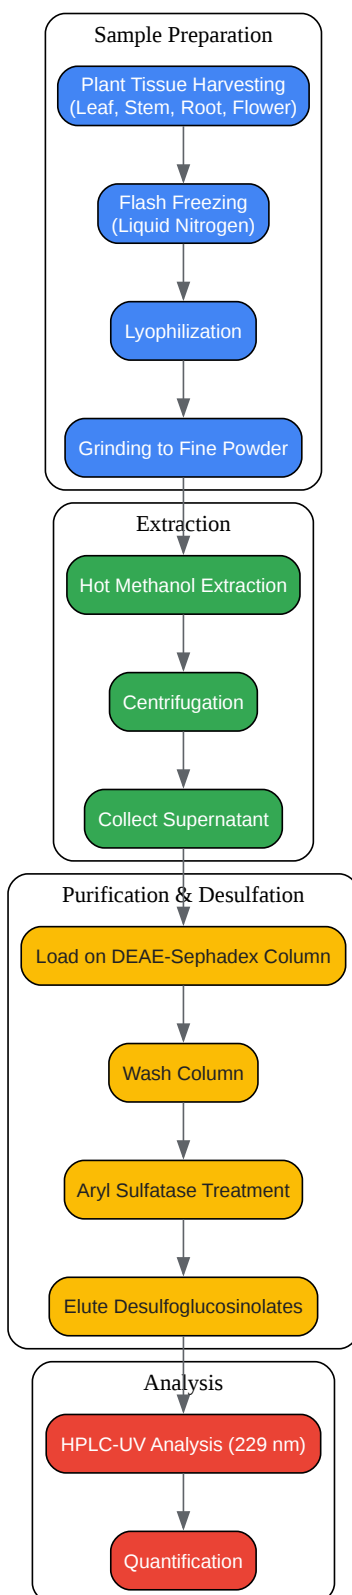 Sample Preparation
Plant Tissue Harvesting
(Leaf, Stem, Root, Flower)
Flash Freezing
(Liquid Nitrogen)
Lyophilization
Grinding to Fine Powder
Extraction
Hot Methanol Extraction
Centrifugation
Collect Supernatant
Purification & Desulfation
Load on DEAE-Sephadex Column
Wash Column
Aryl Sulfatase Treatment
Elute Desulfoglucosinolates
Analysis
HPLC-UV Analysis (229 nm)
Quantification